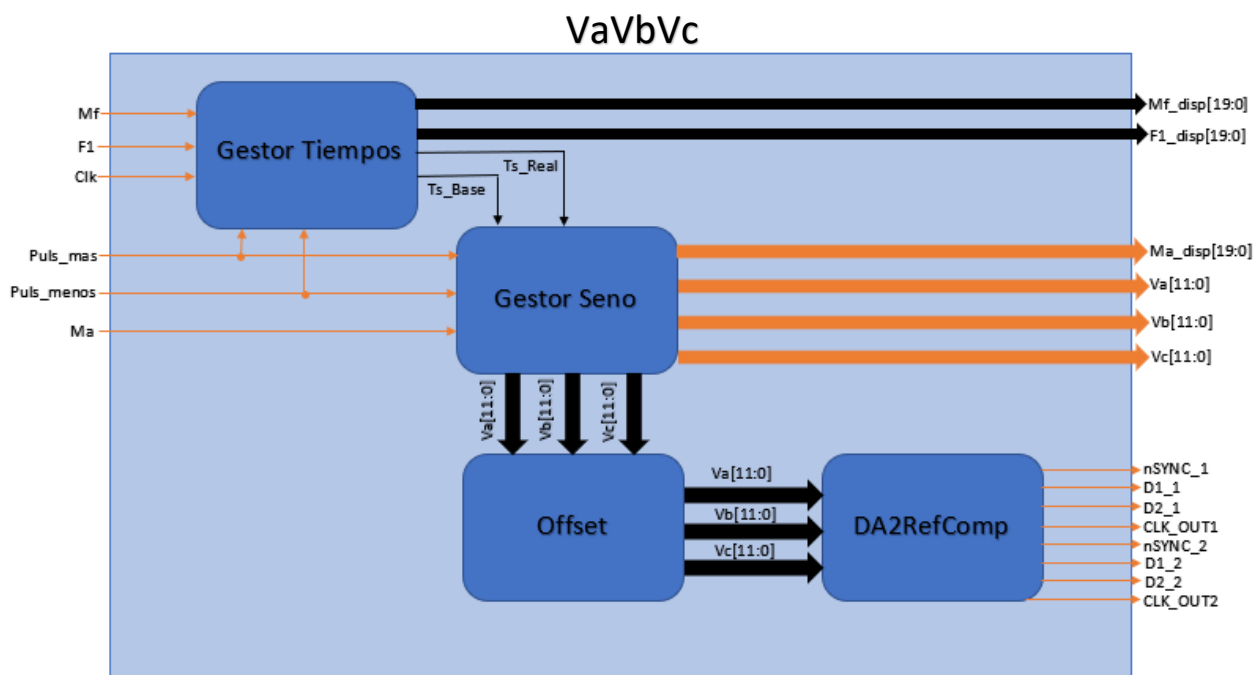 VaVbVc
Mf
F1
Clk
Gestor Tiempos
Mf_disp[19:0]
F1_disp[19:0]
Ts_Real
Ts_Base
Puls_mas
Puls_menos
Ma
Gestor Seno
Ma_disp[19:0]
Va[11:0]
Vb[11:0]
Vc[11:0]
Va[11:0]
Vb[11:0]
Vc[11:0]
Offset
Va[11:0]
Vb[11:0]
Vc[11:0]
DA2RefComp
nSYNC_1
D1_1
D2_1
CLK_OUT1
nSYNC_2
D1_2
D2_2
CLK_OUT2